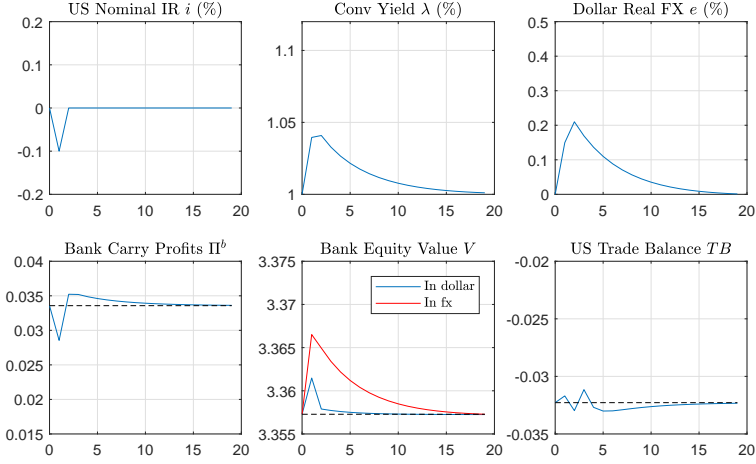 US Nominal IR i (%)
0.2
0.1
0
-0.1
-0.2
0 5 10 15 20
Conv Yield λ (%)
1.1
1.05
1
0 5 10 15 20
Dollar Real FX e (%)
0.5
0.4
0.3
0.2
0.1
0
0 5 10 15 20
Bank Carry Profits Πᵇ
0.04
0.035
0.03
0.025
0.02
0.015
0 5 10 15 20
Bank Equity Value V
3.375
3.37
3.365
3.36
3.355
In dollar
In fx
0 5 10 15 20
US Trade Balance TB
-0.02
-0.025
-0.03
-0.035
0 5 10 15 20